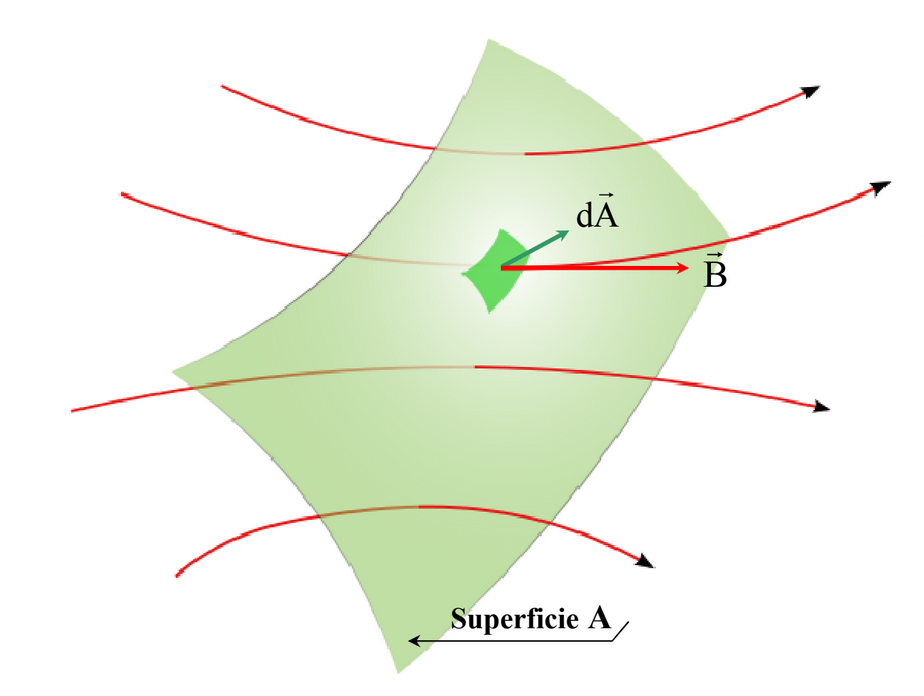 dA⃗
B⃗
Superficie A